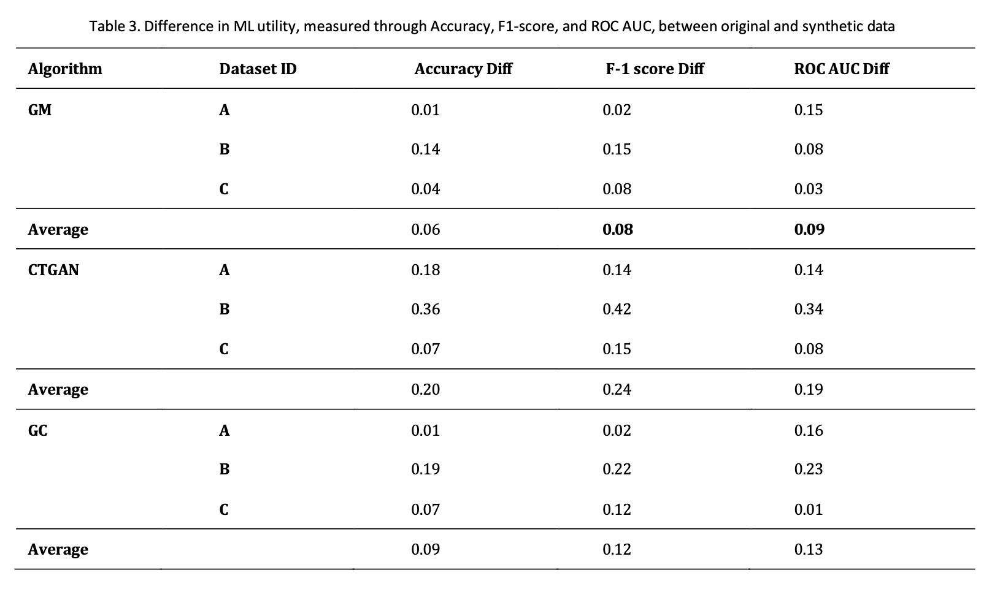 Table 3. Difference in ML utility, measured through Accuracy, F1-score, and ROC AUC, between original and synthetic data
Algorithm Dataset ID Accuracy Diff F-1 score Diff ROC AUC Diff
GM A 0.01 0.02 0.15
B 0.14 0.15 0.08
C 0.04 0.08 0.03
Average 0.06 0.08 0.09
CTGAN A 0.18 0.14 0.14
B 0.36 0.42 0.34
C 0.07 0.15 0.08
Average 0.20 0.24 0.19
GC A 0.01 0.02 0.16
B 0.19 0.22 0.23
C 0.07 0.12 0.01
Average 0.09 0.12 0.13